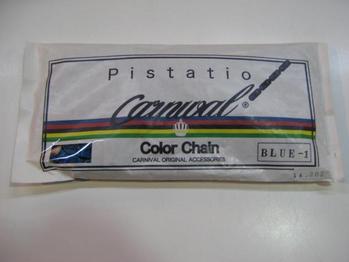 Pistatio
Carnival®
Color Chain
CARNIVAL ORIGINAL ACCESSORIES
BLUE-1